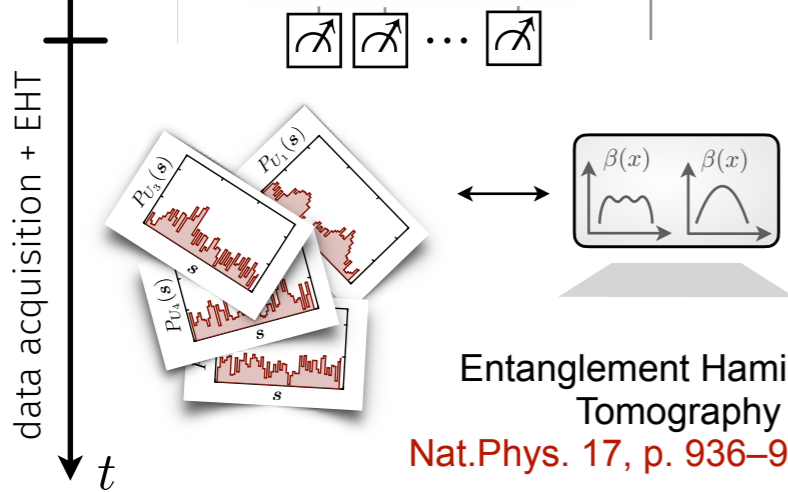 data acquisition + EHT
t
P_{U_3}(s)
s
P_{U_1}(s)
P_{U_4}(s)
s
s
β(x)
β(x)
Entanglement Hami
Tomography
Nat.Phys. 17, p. 936–9